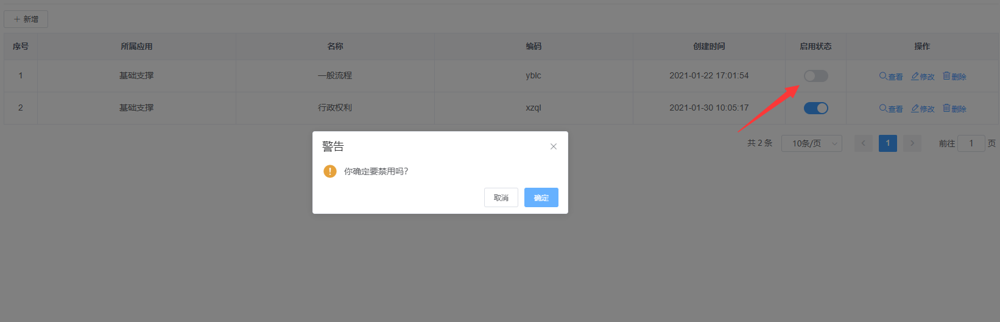 新增
序号 所属应用 名称 编码 创建时间 启用状态 操作
1 基础支撑 一般流程 yblc 2021-01-22 17:01:54 查看 修改 删除
2 基础支撑 行政权利 xzql 2021-01-30 10:05:17 查看 修改 删除
共 2 条 10条/页 1 前往 1 页
警告
你确定要禁用吗?
取消 确定